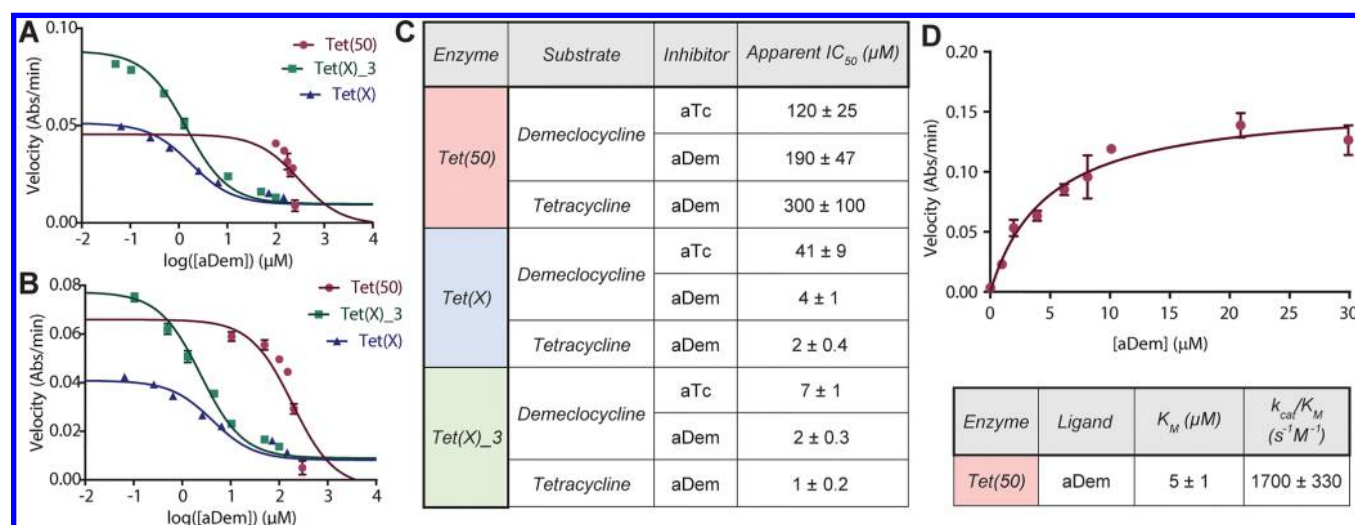 A
0.10
0.05
0.00
Velocity (Abs/min)
-2 -1 0 1 2 3 4
log([aDem]) (µM)
Tet(50)
Tet(X)_3
Tet(X)
B
0.08
0.06
0.04
0.02
0.00
Velocity (Abs/min)
-2 -1 0 1 2 3 4
log([aDem]) (µM)
Tet(50)
Tet(X)_3
Tet(X)
C
Enzyme Substrate Inhibitor Apparent IC50 (µM)
Tet(50) Demeclocycline aTc 120 ± 25
aDem 190 ± 47
Tetracycline aDem 300 ± 100
Tet(X) Demeclocycline aTc 41 ± 9
aDem 4 ± 1
Tetracycline aDem 2 ± 0.4
Tet(X)_3 Demeclocycline aTc 7 ± 1
aDem 2 ± 0.3
Tetracycline aDem 1 ± 0.2
D
0.20
0.15
0.10
0.05
0.00
Velocity (Abs/min)
0 5 10 15 20 25 30
[aDem] (µM)
Enzyme Ligand KM (µM) kcat/KM
(s-1M-1)
Tet(50) aDem 5 ± 1 1700 ± 330